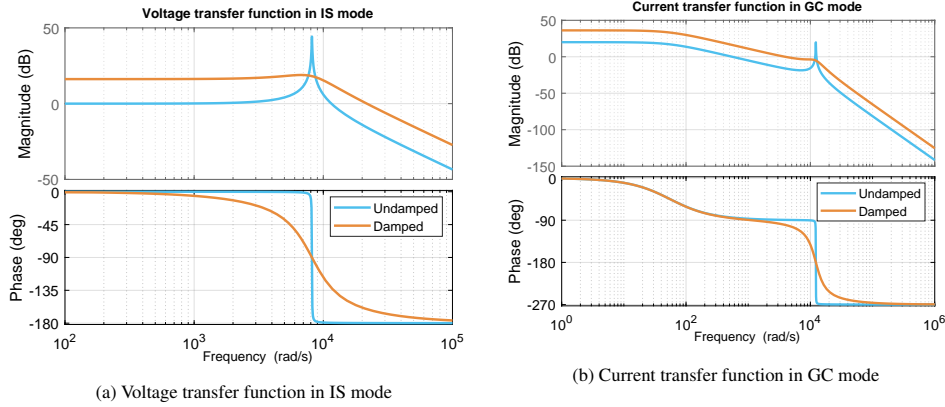 Voltage transfer function in IS mode
50
0
-50
Magnitude (dB)
0
-45
-90
-135
-180
Phase (deg)
Undamped
Damped
10^2
10^3
10^4
10^5
Frequency (rad/s)
(a) Voltage transfer function in IS mode
Current transfer function in GC mode
50
0
-50
-100
-150
Magnitude (dB)
0
-90
-180
-270
Phase (deg)
Undamped
Damped
10^0
10^2
10^4
10^6
Frequency (rad/s)
(b) Current transfer function in GC mode